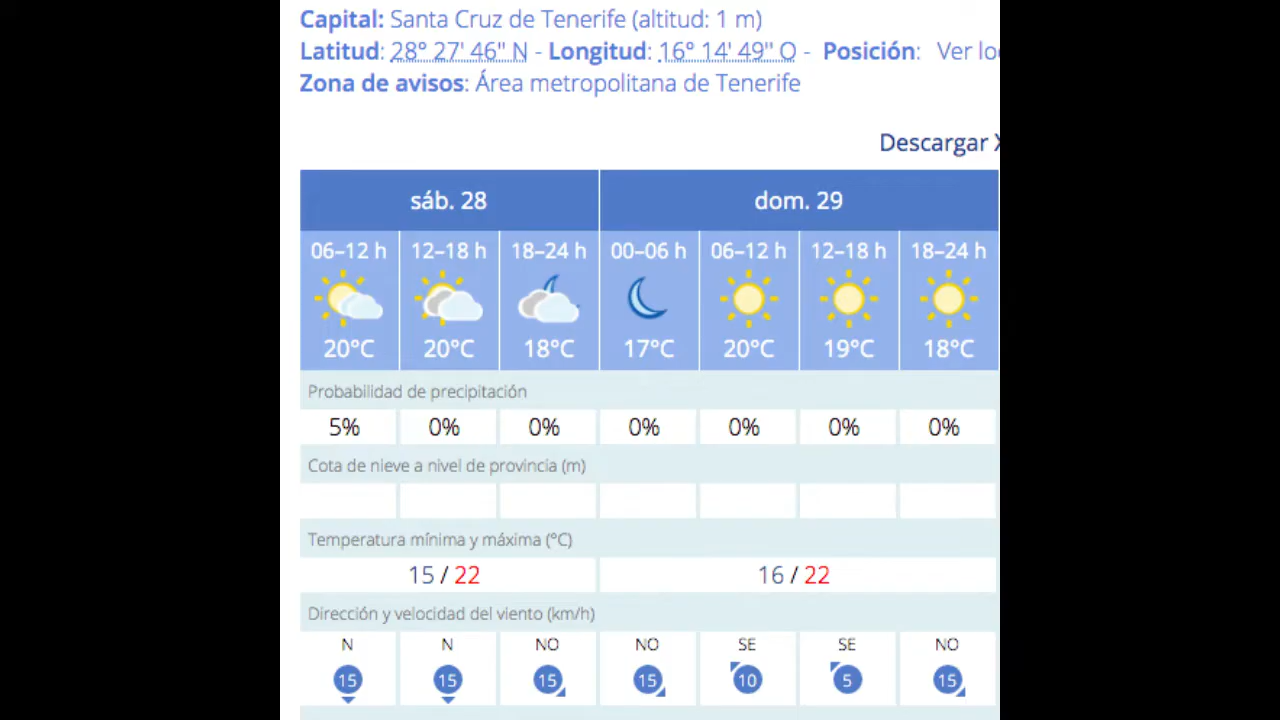 Capital: Santa Cruz de Tenerife (altitud: 1 m)
Latitud: 28° 27' 46'' N - Longitud: 16° 14' 49'' O - Posición: Ver
Zona de avisos: Área metropolitana de Tenerife
Descargar
sáb. 28 dom. 29
06–12 h 12–18 h 18–24 h 00–06 h 06–12 h 12–18 h 18–24 h
20°C 20°C 18°C 17°C 20°C 19°C 18°C
Probabilidad de precipitación
5% 0% 0% 0% 0% 0% 0%
Cota de nieve a nivel de provincia (m)
Temperatura mínima y máxima (°C)
15 / 22 16 / 22
Dirección y velocidad del viento (km/h)
N N NO NO SE SE NO
15 15 15 15 10 5 15